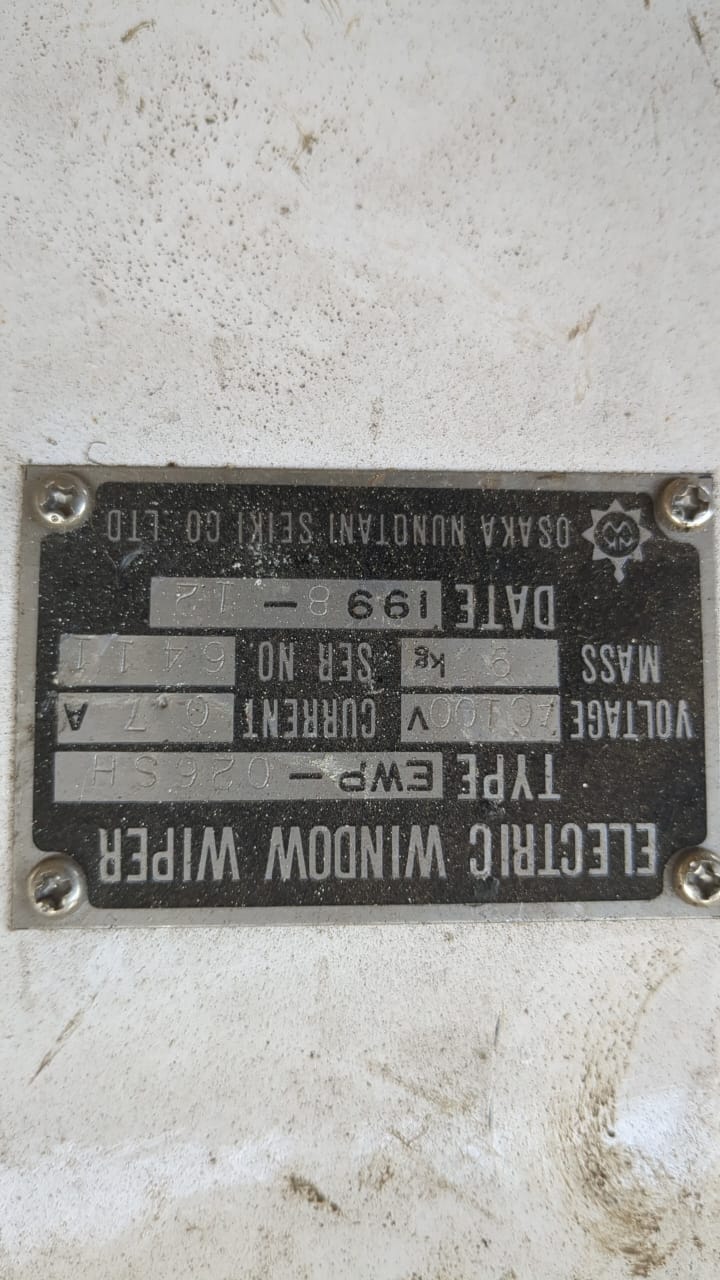 ELECTRIC WINDOW WIPER
TYPE EWP-026SH
VOLTAGE AC100 V CURRENT 0.7 A
MASS 9 kg SER NO 6411
DATE 1998-12
OSAKA NUNOTANI SEIKI CO LTD